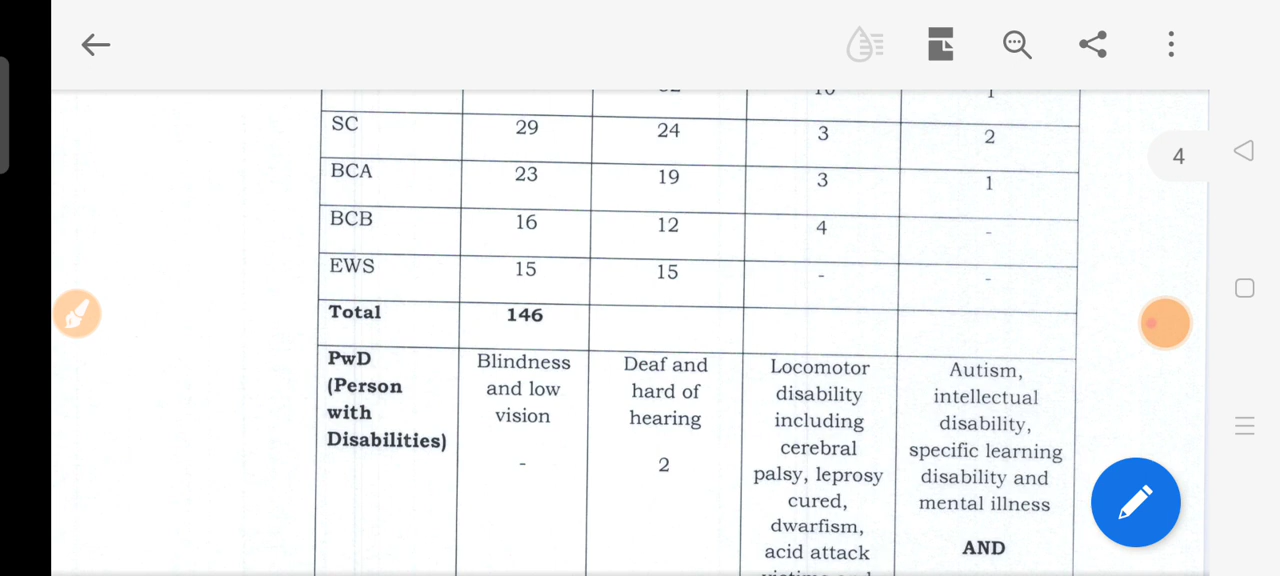 SC 29 24 3 2
4
BCA 23 19 3 1
BCB 16 12 4 -
EWS 15 15 - -
Total 146
PwD
(Person
with
Disabilities)
Blindness
and low
vision
-
Deaf and
hard of
hearing
2
Locomotor
disability
including
cerebral
palsy, leprosy
cured,
dwarfism,
acid attack
Autism,
intellectual
disability,
specific learning
disability and
mental illness
AND